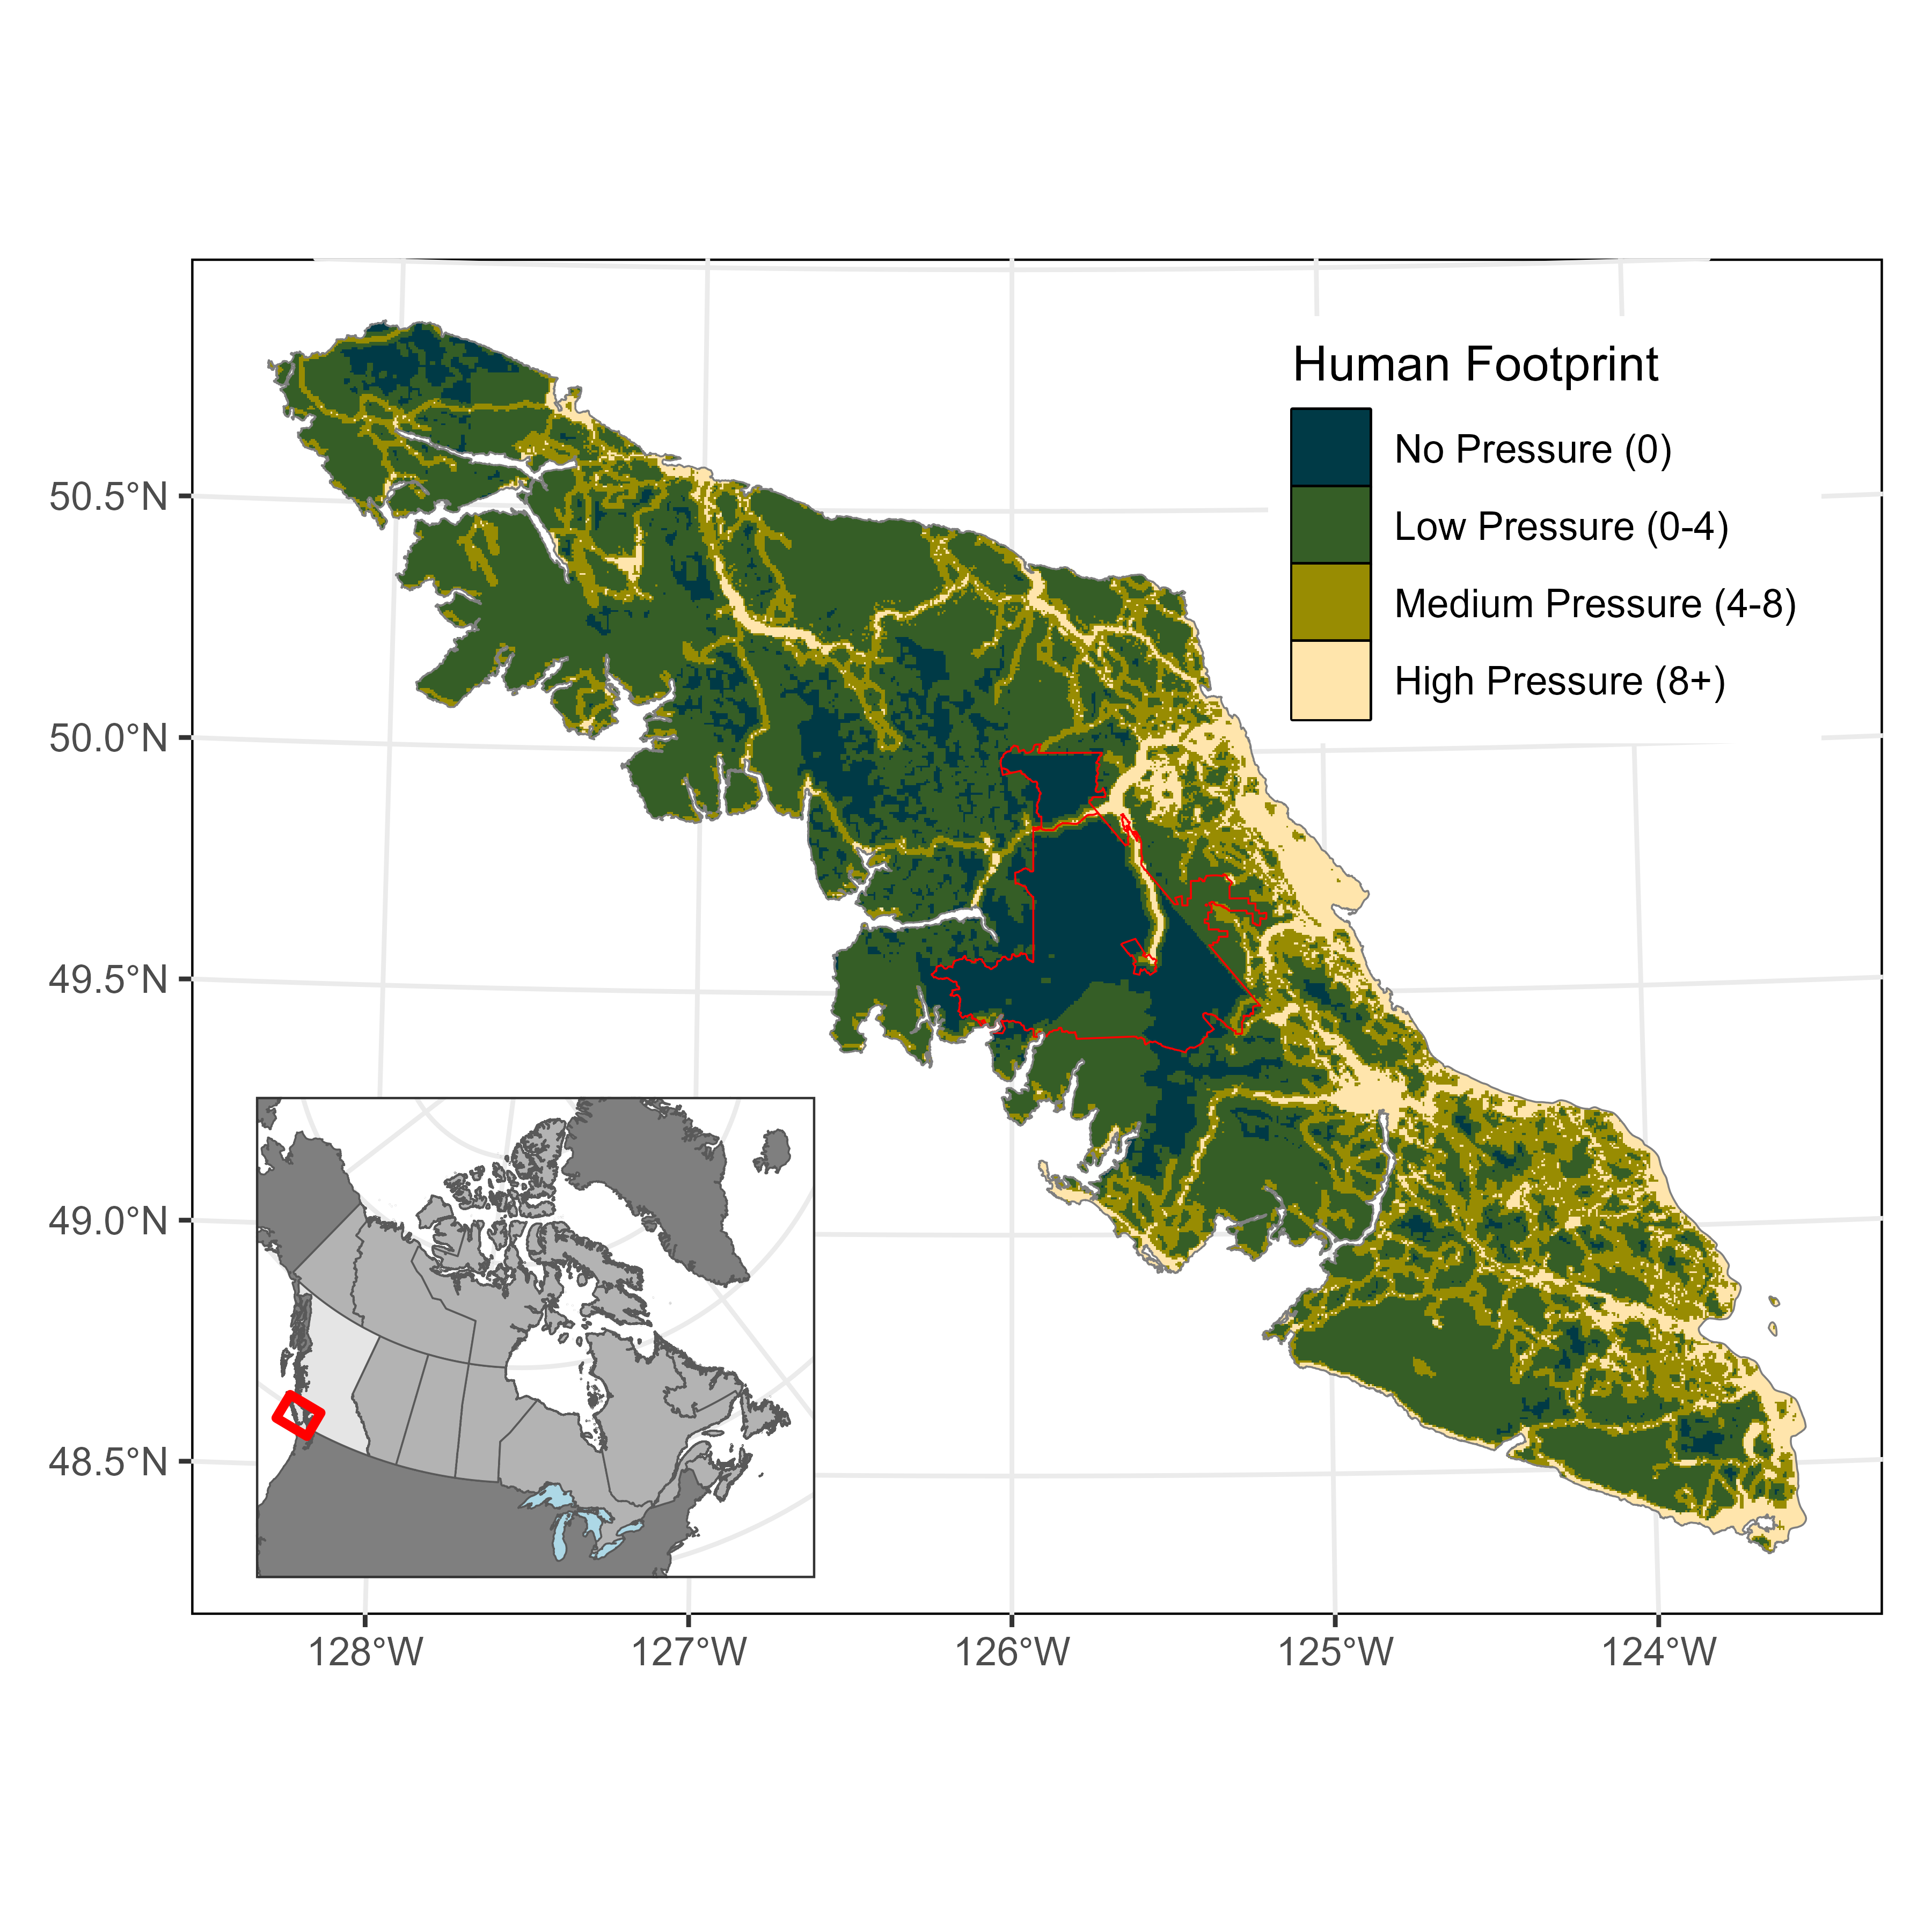 Human Footprint
No Pressure (0)
Low Pressure (0-4)
Medium Pressure (4-8)
High Pressure (8+)
50.5°N
50.0°N
49.5°N
49.0°N
48.5°N
128°W
127°W
126°W
125°W
124°W